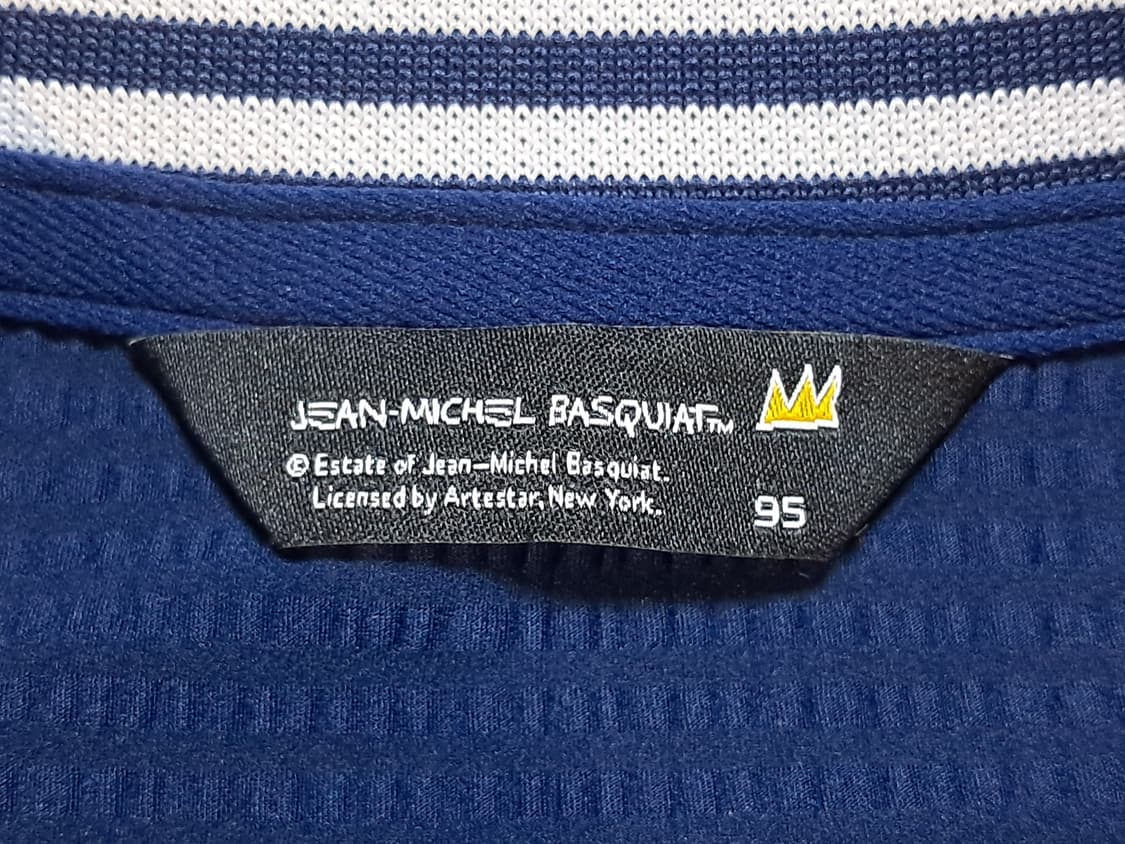 JEAN-MICHEL BASQUIAT™
© Estate of Jean-Michel Basquiat.
Licensed by Artestar, New York.
95